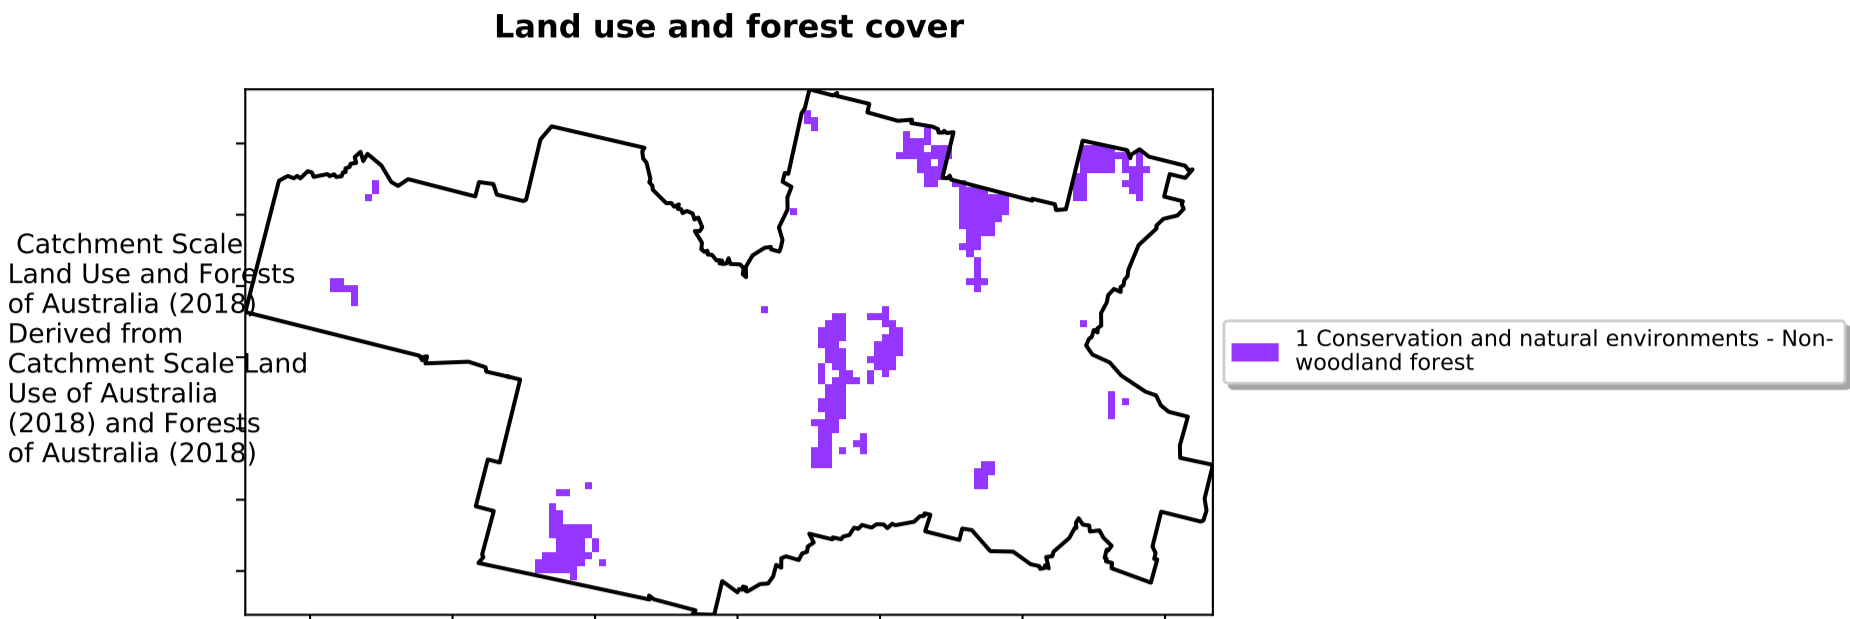 Land use and forest cover
Catchment Scale
Land Use and Forests
of Australia (2018)
Derived from
Catchment Scale Land
Use of Australia
(2018) and Forests
of Australia (2018)
1 Conservation and natural environments - Non-
woodland forest